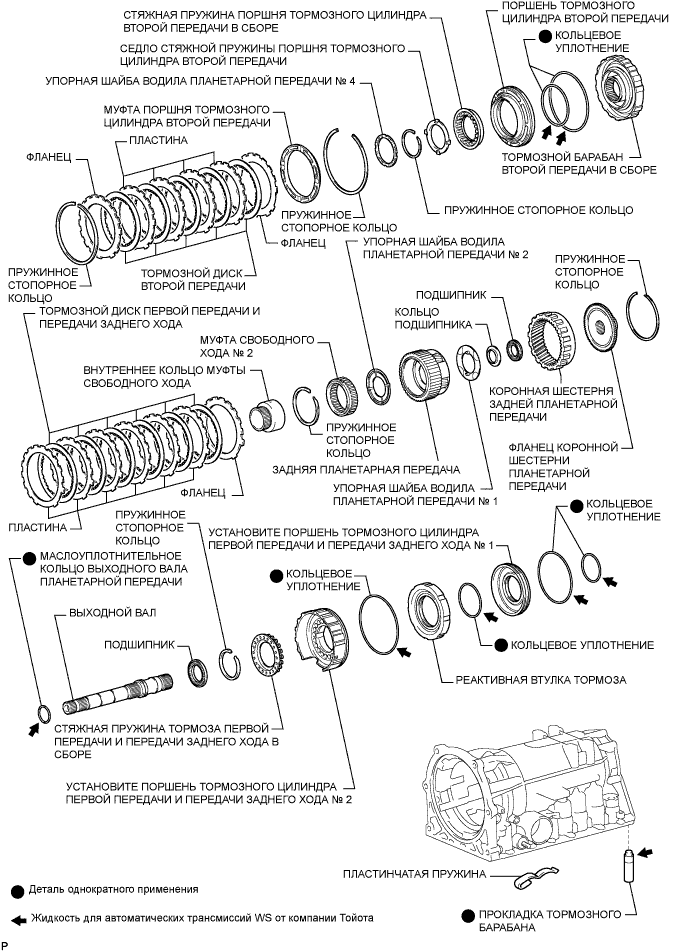 СТЯЖНАЯ ПРУЖИНА ПОРШНЯ ТОРМОЗНОГО ЦИЛИНДРА
ВТОРОЙ ПЕРЕДАЧИ В СБОРЕ
ПОРШЕНЬ ТОРМОЗНОГО
ЦИЛИНДРА ВТОРОЙ ПЕРЕДАЧИ
СЕДЛО СТЯЖНОЙ ПРУЖИНЫ ПОРШНЯ ТОРМОЗНОГО
ЦИЛИНДРА ВТОРОЙ ПЕРЕДАЧИ
КОЛЬЦЕВОЕ
УПЛОТНЕНИЕ
УПОРНАЯ ШАЙБА ВОДИЛА ПЛАНЕТАРНОЙ ПЕРЕДАЧИ № 4
МУФТА ПОРШНЯ ТОРМОЗНОГО
ЦИЛИНДРА ВТОРОЙ ПЕРЕДАЧИ
ПЛАСТИНА
ФЛАНЕЦ
ТОРМОЗНОЙ БАРАБАН
ВТОРОЙ ПЕРЕДАЧИ В СБОРЕ
ПРУЖИННОЕ СТОПОРНОЕ КОЛЬЦО
ПРУЖИННОЕ
СТОПОРНОЕ КОЛЬЦО
ФЛАНЕЦ
УПОРНАЯ ШАЙБА ВОДИЛА
ПЛАНЕТАРНОЙ ПЕРЕДАЧИ № 2
ПРУЖИННОЕ
СТОПОРНОЕ
КОЛЬЦО
ТОРМОЗНОЙ ДИСК
ВТОРОЙ ПЕРЕДАЧИ
ПРУЖИННОЕ
СТОПОРНОЕ
КОЛЬЦО
ТОРМОЗНОЙ ДИСК ПЕРВОЙ ПЕРЕДАЧИ И
ПЕРЕДАЧИ ЗАДНЕГО ХОДА
ПОДШИПНИК
КОЛЬЦО
ПОДШИПНИКА
МУФТА СВОБОДНОГО
ХОДА № 2
ВНУТРЕННЕЕ КОЛЬЦО МУФТЫ
СВОБОДНОГО ХОДА
КОРОННАЯ ШЕСТЕРНЯ
ЗАДНЕЙ ПЛАНЕТАРНОЙ
ПЕРЕДАЧИ
ПРУЖИННОЕ
СТОПОРНОЕ
КОЛЬЦО
ФЛАНЕЦ КОРОННОЙ
ШЕСТЕРНИ
ПЛАНЕТАРНОЙ
ПЕРЕДАЧИ
ЗАДНЯЯ ПЛАНЕТАРНАЯ ПЕРЕДАЧА
УПОРНАЯ ШАЙБА ВОДИЛА
ПЛАНЕТАРНОЙ ПЕРЕДАЧИ № 1
ФЛАНЕЦ
ПЛАСТИНА
ПРУЖИННОЕ
СТОПОРНОЕ
КОЛЬЦО
КОЛЬЦЕВОЕ
УПЛОТНЕНИЕ
УСТАНОВИТЕ ПОРШЕНЬ ТОРМОЗНОГО ЦИЛИНДРА
ПЕРВОЙ ПЕРЕДАЧИ И ПЕРЕДАЧИ ЗАДНЕГО ХОДА № 1
МАСЛОУПЛОТНИТЕЛЬНОЕ
КОЛЬЦО ВЫХОДНОГО ВАЛА
ПЛАНЕТАРНОЙ ПЕРЕДАЧИ
КОЛЬЦЕВОЕ
УПЛОТНЕНИЕ
ВЫХОДНОЙ ВАЛ
ПОДШИПНИК
КОЛЬЦЕВОЕ УПЛОТНЕНИЕ
РЕАКТИВНАЯ ВТУЛКА ТОРМОЗА
СТЯЖНАЯ ПРУЖИНА ТОРМОЗА ПЕРВОЙ
ПЕРЕДАЧИ И ПЕРЕДАЧИ ЗАДНЕГО ХОДА В
СБОРЕ
УСТАНОВИТЕ ПОРШЕНЬ ТОРМОЗНОГО ЦИЛИНДРА
ПЕРВОЙ ПЕРЕДАЧИ И ПЕРЕДАЧИ ЗАДНЕГО ХОДА № 2
ПЛАСТИНЧАТАЯ ПРУЖИНА
ПРОКЛАДКА ТОРМОЗНОГО
БАРАБАНА
Деталь однократного применения
Жидкость для автоматических трансмиссий WS от компании Тойота
P